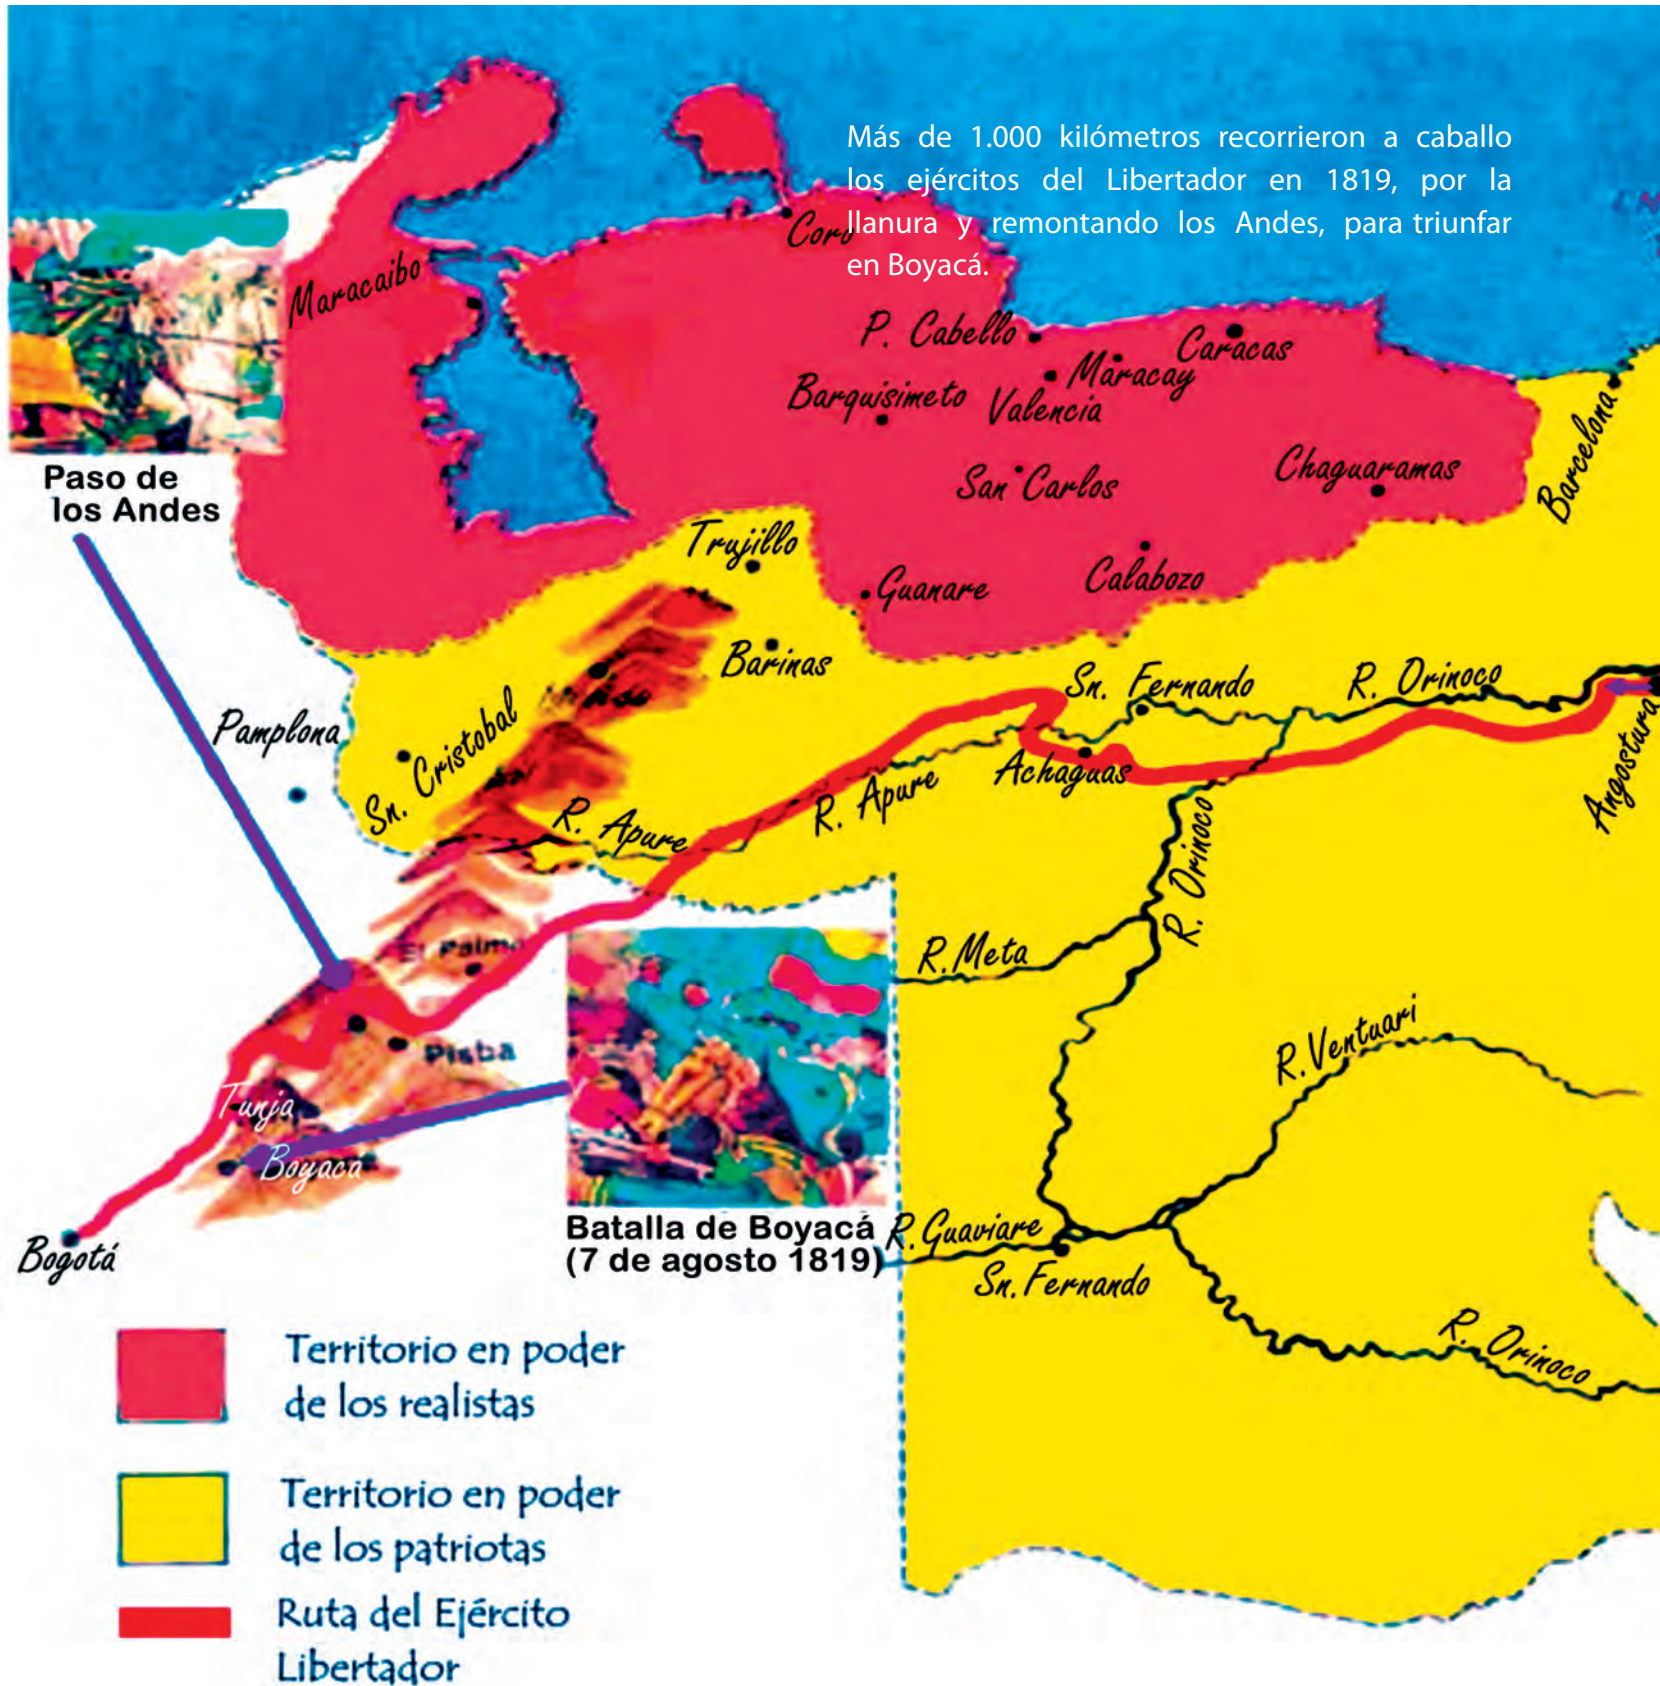 Más de 1.000 kilómetros recorrieron a caballo
los ejércitos del Libertador en 1819, por la
llanura y remontando los Andes, para triunfar
en Boyacá.
Coro
Maracaibo
P. Cabello
Caracas
Maracay
Barquisimeto
Valencia
Barcelona
San Carlos
Chaguaramas
Paso de
los Andes
Trujillo
Guanare
Calabozo
Barinas
Sn. Fernando
R. Orinoco
Angostura
Pamplona
Sn. Cristobal
Achaguas
R. Apure
R. Apure
R. Orinoco
R. Meta
El Palmo
Pisba
R. Ventuari
Tunja
Boyacá
Batalla de Boyacá
(7 de agosto 1819)
R. Guaviare
Sn. Fernando
Bogotá
R. Orinoco
Territorio en poder
de los realistas
Territorio en poder
de los patriotas
Ruta del Ejército
Libertador